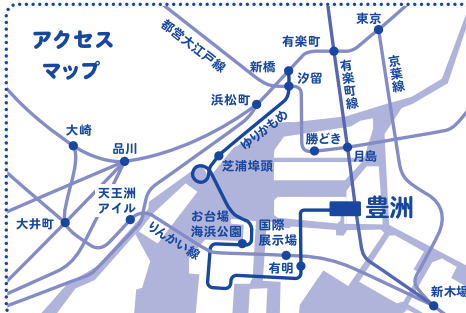 アクセス
マップ
都営大江戸線
東京
有楽町
新橋
汐留
有楽町線
京葉線
浜松町
ゆりかもめ
大崎
品川
勝どき
月島
芝浦埠頭
天王洲
アイル
大井町
お台場
海浜公園
りんかい線
国際
展示場
有明
豊洲
新木場